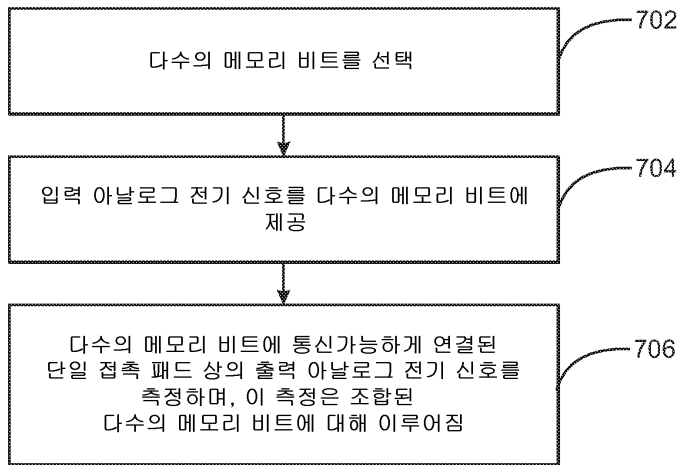 다수의 메모리 비트를 선택
702
입력 아날로그 전기 신호를 다수의 메모리 비트에
제공
704
다수의 메모리 비트에 통신가능하게 연결된
단일 접촉 패드 상의 출력 아날로그 전기 신호를
측정하며, 이 측정은 조합된
다수의 메모리 비트에 대해 이루어짐
706